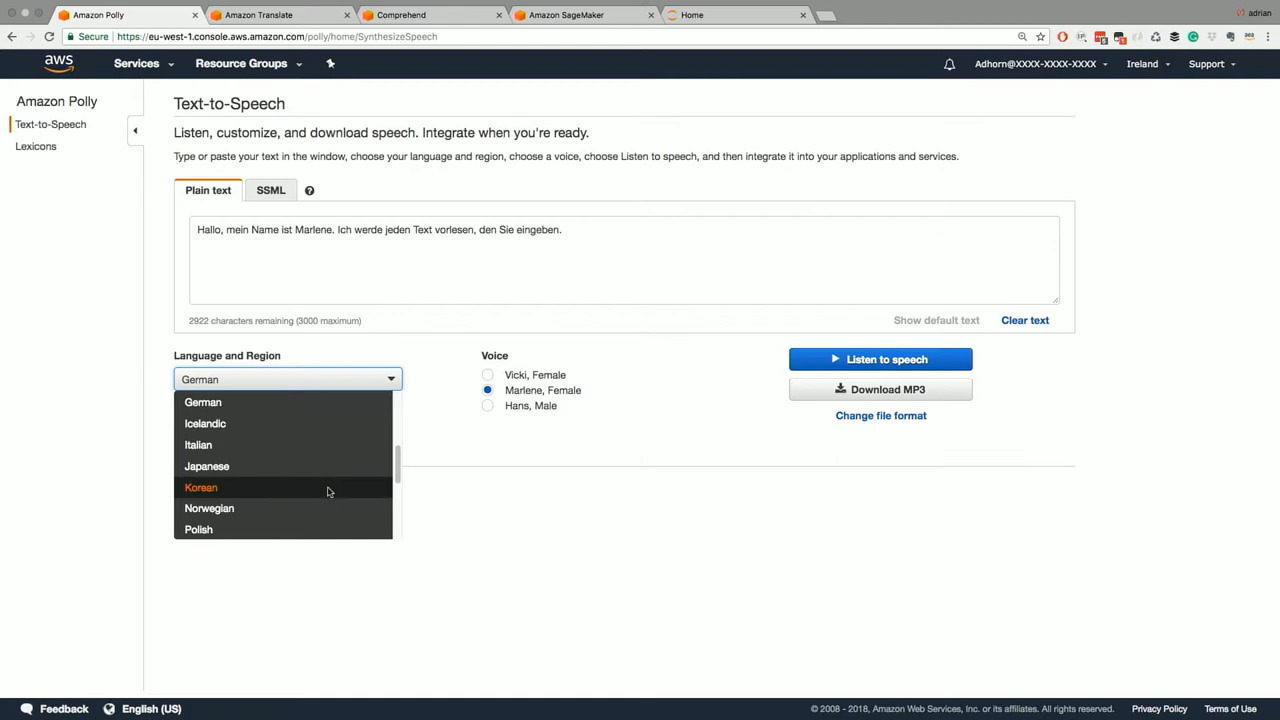 Amazon Polly
Amazon Translate
Comprehend
Amazon SageMaker
Home
adrian
Secure
https://eu-west-1.console.aws.amazon.com/polly/home/SynthesizeSpeech
aws
Services
Resource Groups
Adhorn@XXXX-XXXX-XXXX
Ireland
Support
Amazon Polly
Text-to-Speech
Lexicons
Text-to-Speech
Listen, customize, and download speech. Integrate when you're ready.
Type or paste your text in the window, choose your language and region, choose a voice, choose Listen to speech, and then integrate it into your applications and services.
Plain text
SSML
Hallo, mein Name ist Marlene. Ich werde jeden Text vorlesen, den Sie eingeben.
2922 characters remaining (3000 maximum)
Show default text
Clear text
Language and Region
German
German
Icelandic
Italian
Japanese
Korean
Norwegian
Polish
Voice
Vicki, Female
Marlene, Female
Hans, Male
Listen to speech
Download MP3
Change file format
Feedback
English (US)
© 2008 - 2018, Amazon Web Services, Inc. or its affiliates. All rights reserved.
Privacy Policy
Terms of Use